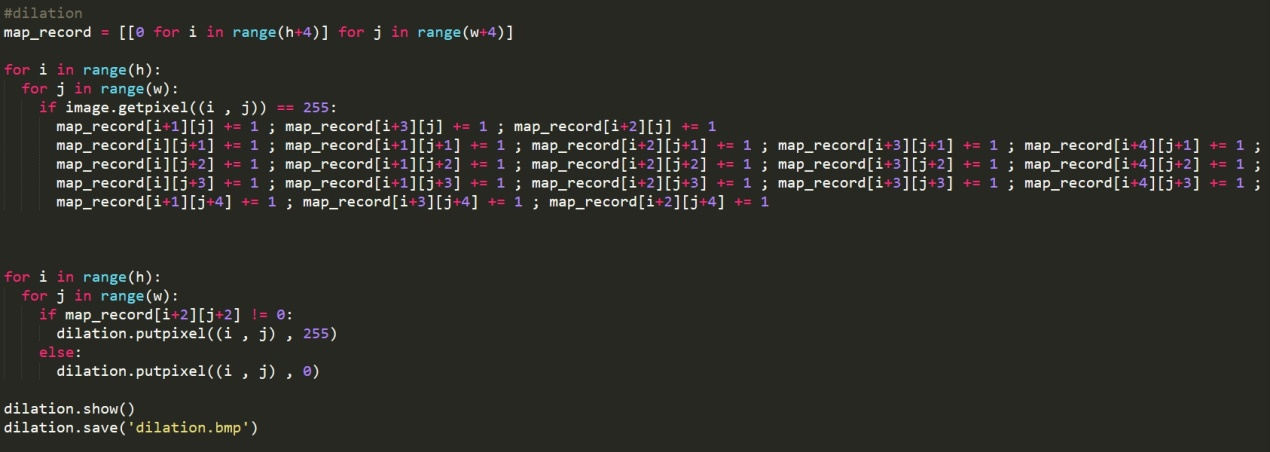 #dilation
map_record = [[0 for i in range(h+4)] for j in range(w+4)]
for i in range(h):
for j in range(w):
if image.getpixel((i , j)) == 255:
map_record[i+1][j] += 1 ; map_record[i+3][j] += 1 ; map_record[i+2][j] += 1
map_record[i][j+1] += 1 ; map_record[i+1][j+1] += 1 ; map_record[i+2][j+1] += 1 ; map_record[i+3][j+1] += 1 ; map_record[i+4][j+1] += 1 ;
map_record[i][j+2] += 1 ; map_record[i+1][j+2] += 1 ; map_record[i+2][j+2] += 1 ; map_record[i+3][j+2] += 1 ; map_record[i+4][j+2] += 1 ;
map_record[i][j+3] += 1 ; map_record[i+1][j+3] += 1 ; map_record[i+2][j+3] += 1 ; map_record[i+3][j+3] += 1 ; map_record[i+4][j+3] += 1 ;
map_record[i+1][j+4] += 1 ; map_record[i+3][j+4] += 1 ; map_record[i+2][j+4] += 1
for i in range(h):
for j in range(w):
if map_record[i+2][j+2] != 0:
dilation.putpixel((i , j) , 255)
else:
dilation.putpixel((i , j) , 0)
dilation.show()
dilation.save('dilation.bmp')